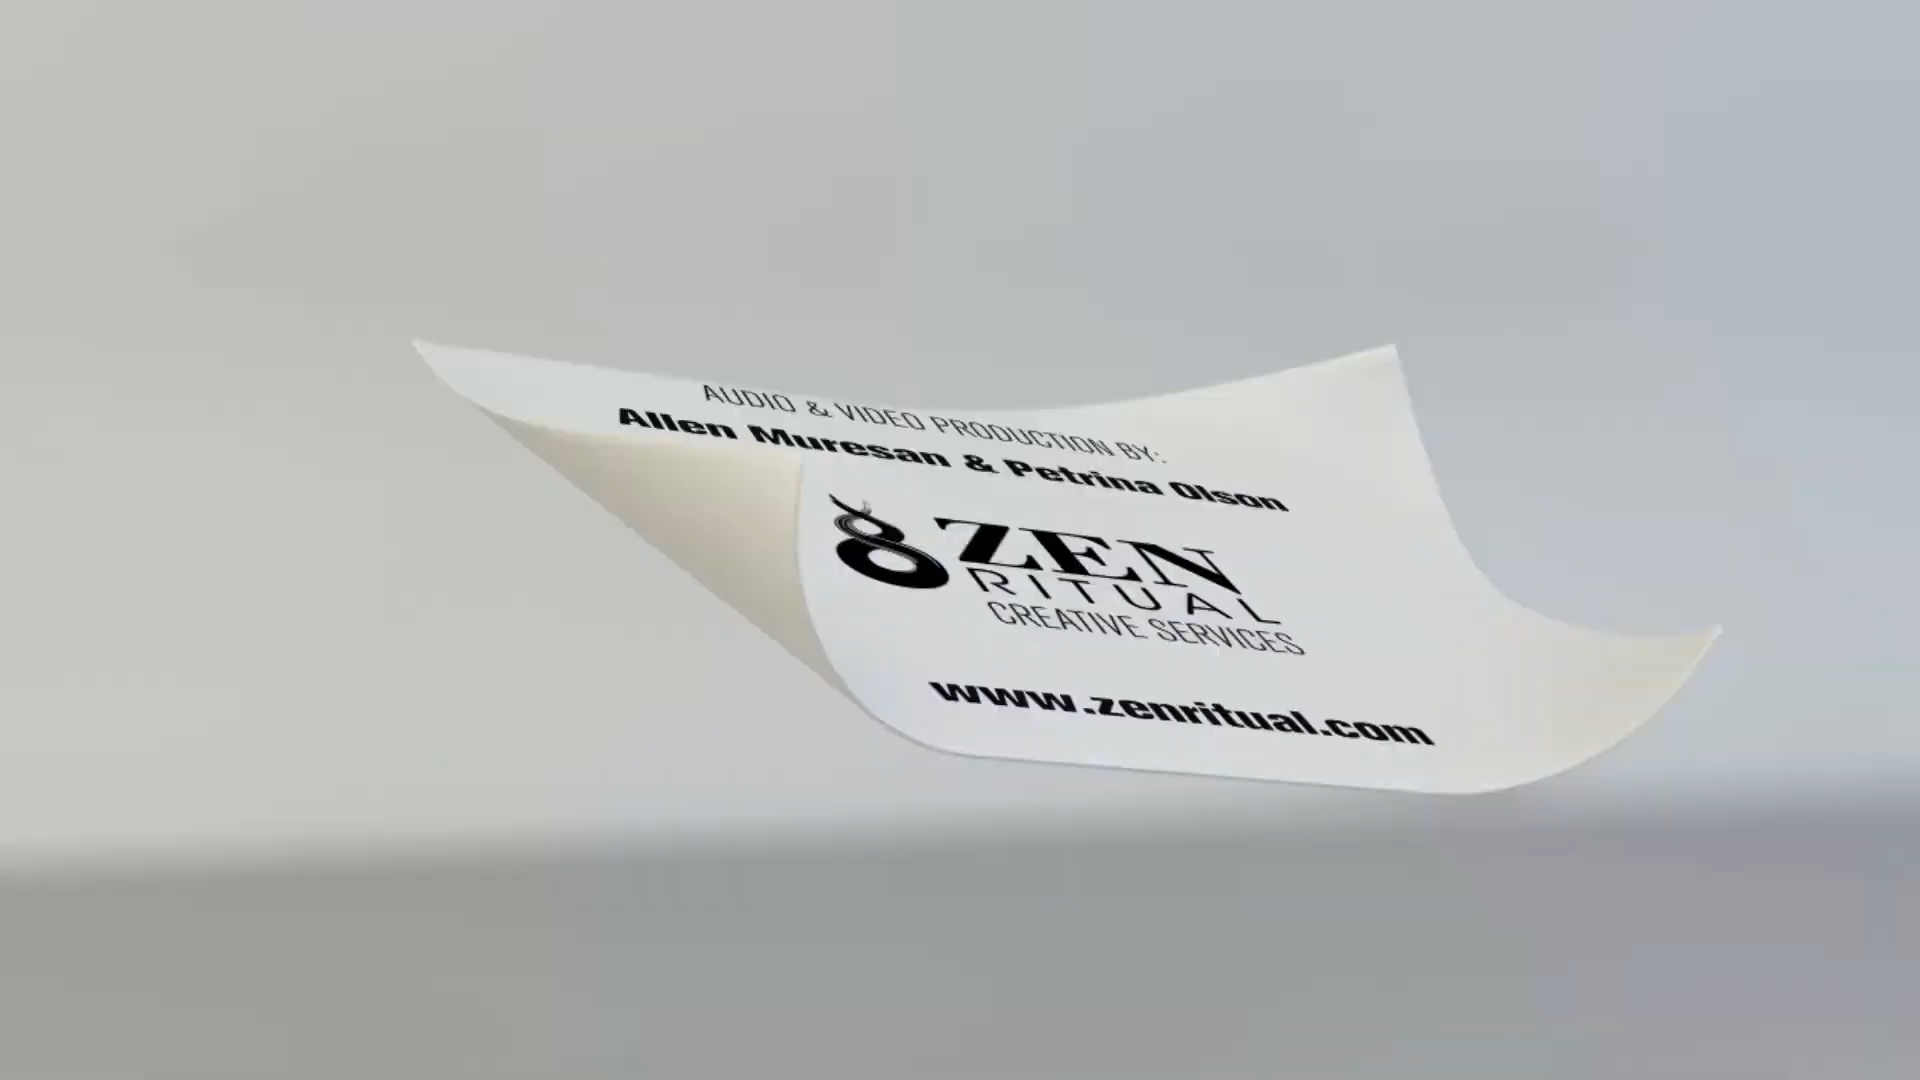 AUDIO & VIDEO PRODUCTION BY:
Allen Muresan & Petrina Olson
ZEN
RITUAL
CREATIVE SERVICES
www.zenritual.com